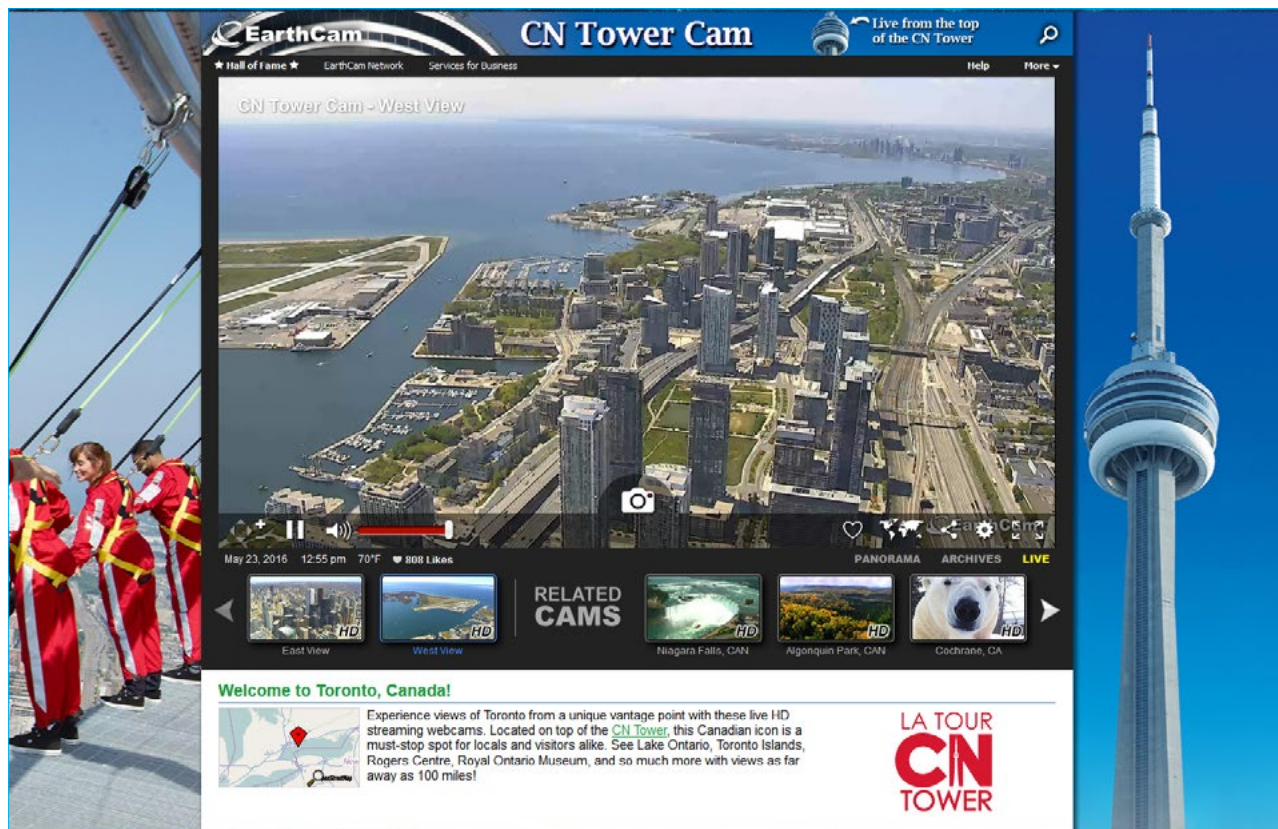 EarthCam
CN Tower Cam
Live from the top
of the CN Tower
★ Hall of Fame ★
EarthCam Network
Services for Business
Help
More
CN Tower Cam - West View
EarthCam
May 23, 2016
12:55 pm
70°F
808 Likes
PANORAMA
ARCHIVES
LIVE
HD
East View
HD
West View
RELATED
CAMS
HD
Niagara Falls, CAN
HD
Algonquin Park, CAN
HD
Cochrane, CA
Welcome to Toronto, Canada!
Experience views of Toronto from a unique vantage point with these live HD
streaming webcams. Located on top of the CN Tower, this Canadian icon is a
must-stop spot for locals and visitors alike. See Lake Ontario, Toronto Islands,
Rogers Centre, Royal Ontario Museum, and so much more with views as far
away as 100 miles!
LA TOUR
CN
TOWER